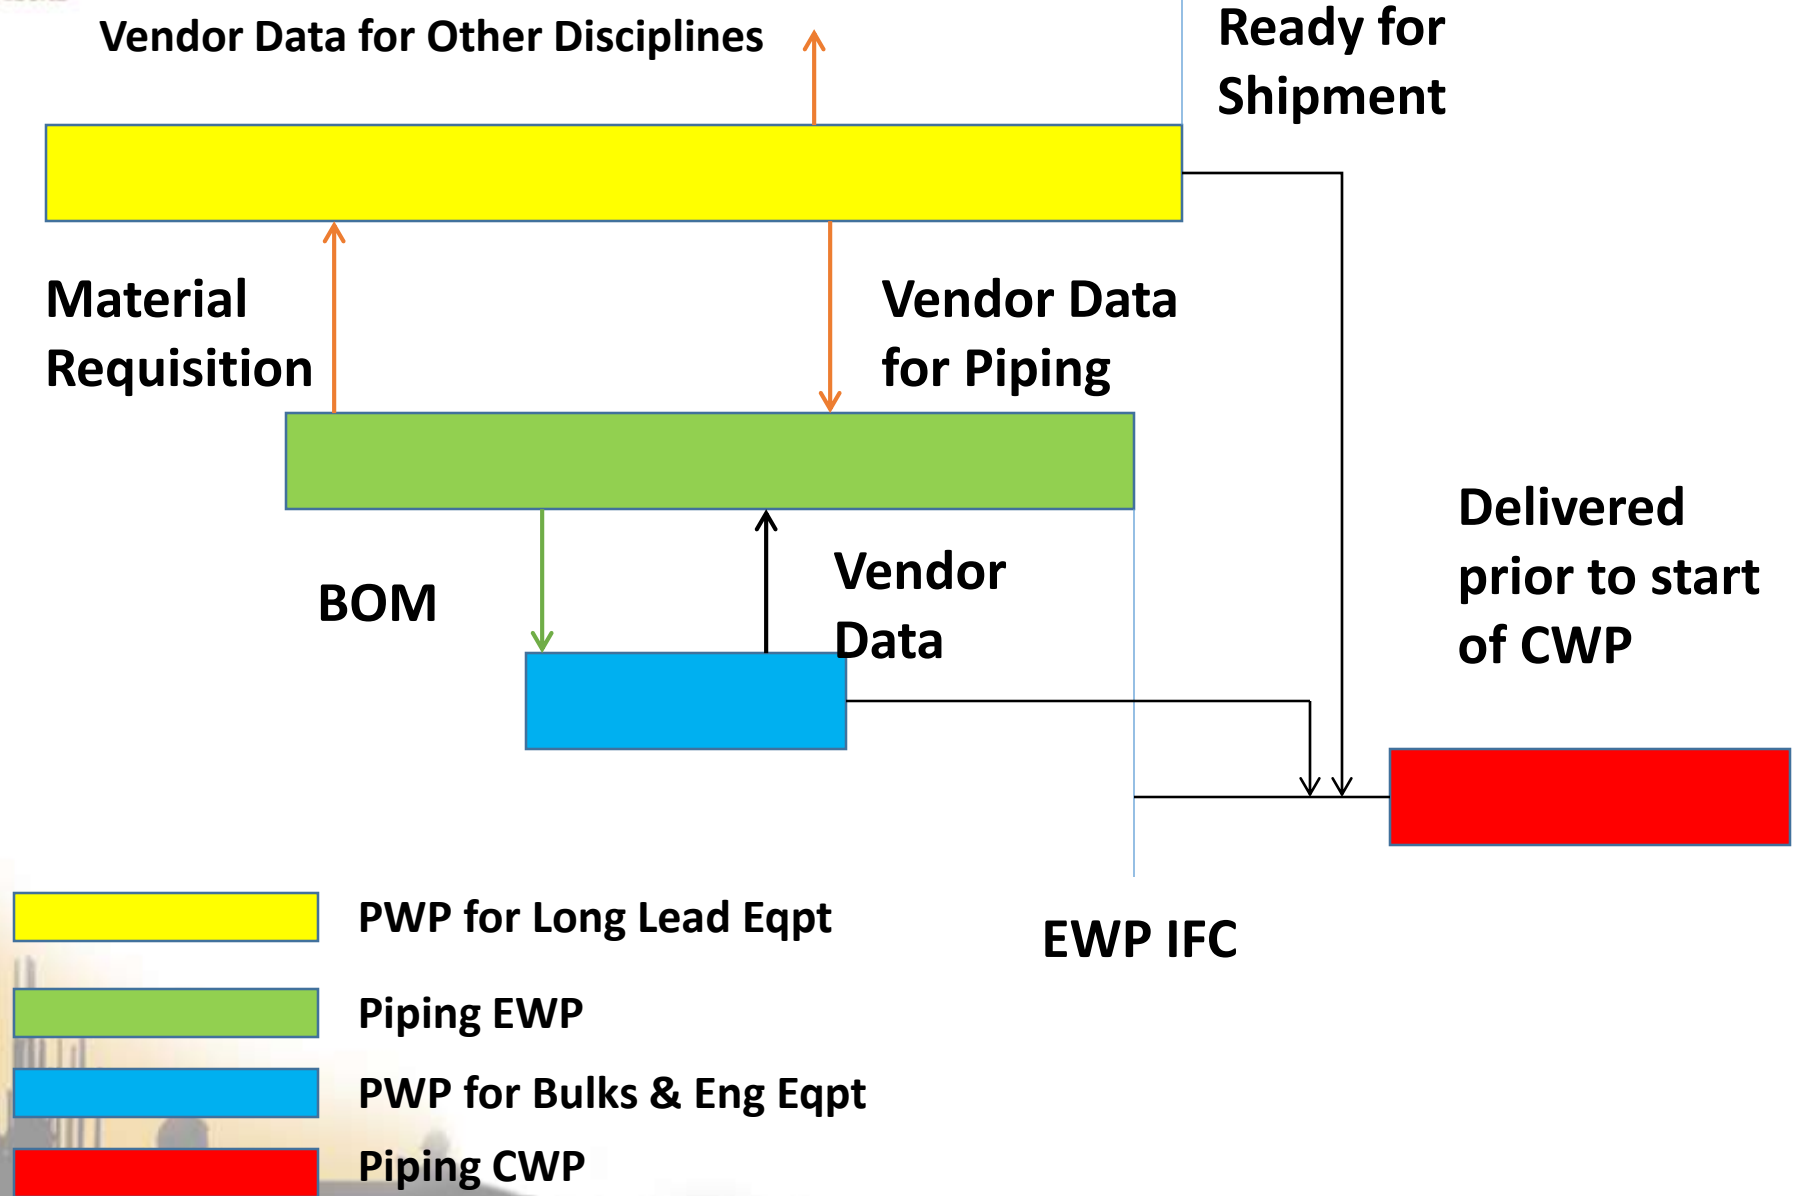 Vendor Data for Other Disciplines
Ready for
Shipment
Material
Requisition
Vendor Data
for Piping
Delivered
prior to start
of CWP
BOM
Vendor
Data
EWP IFC
PWP for Long Lead Eqpt
Piping EWP
PWP for Bulks & Eng Eqpt
Piping CWP